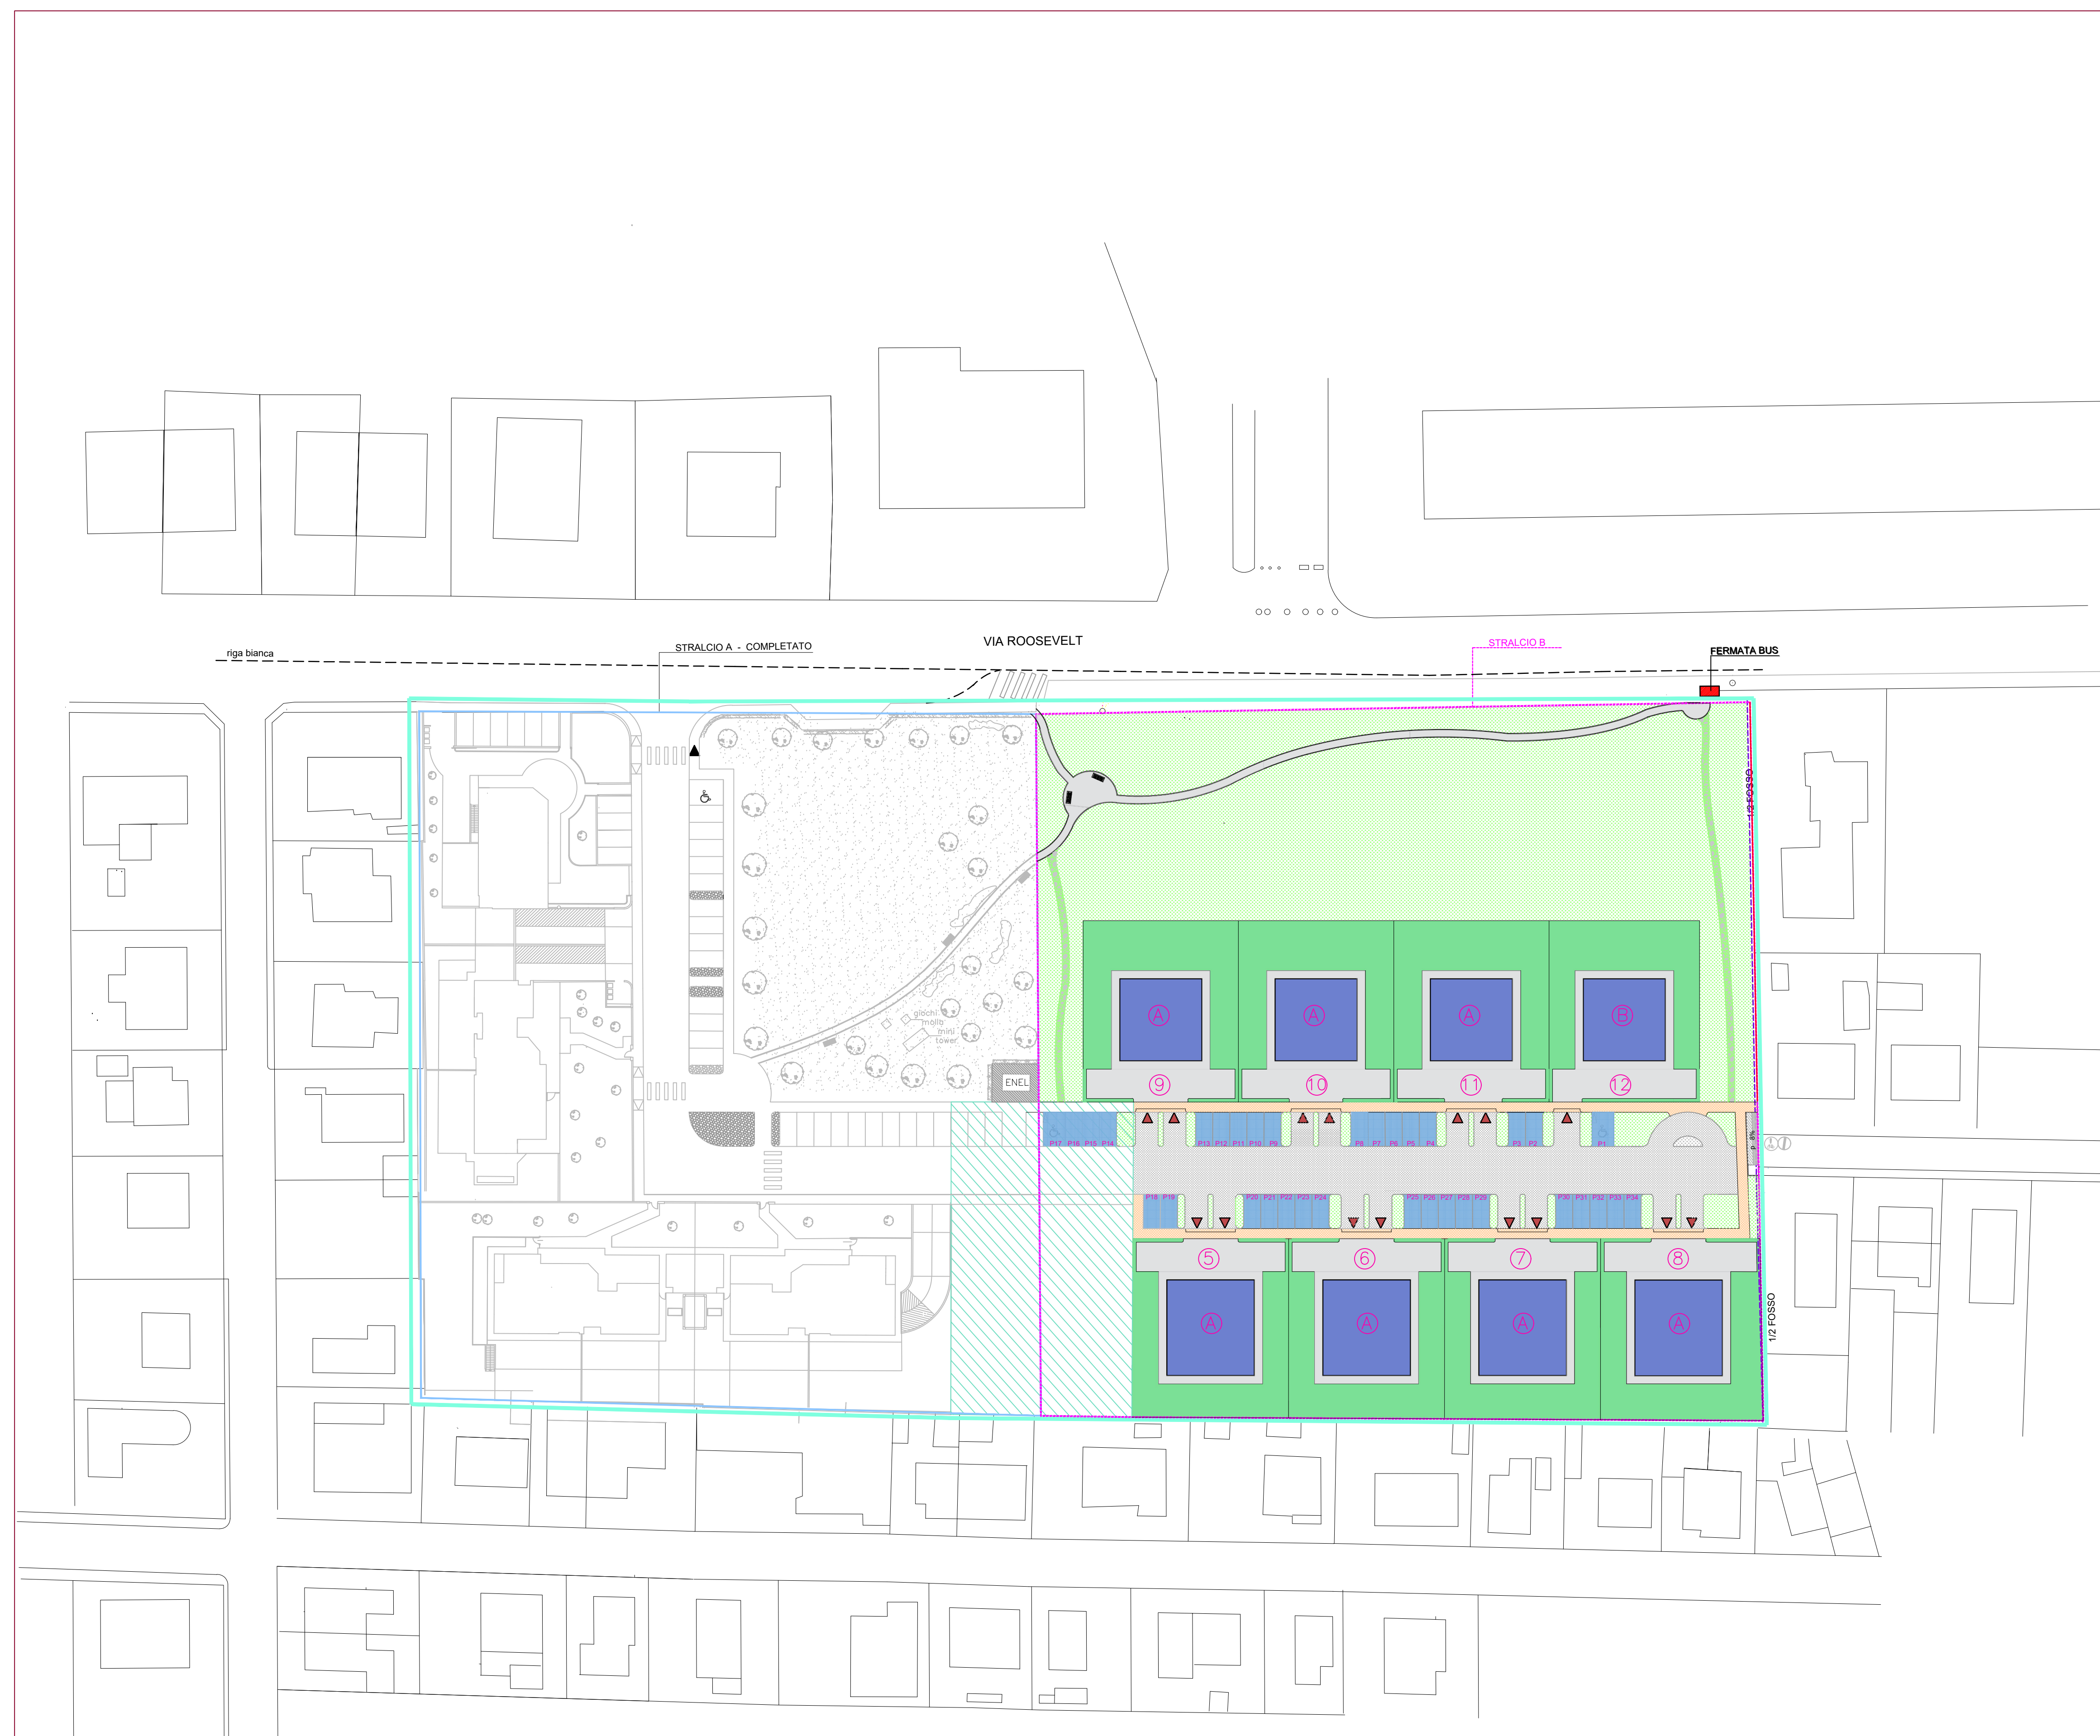 VIA ROOSEVELT
STRALCIO A - COMPLETATO
STRALCIO B
riga bianca
FERMATA BUS
1/2 FOSSO
A
A
A
B
giochi
molla
mini
tower
ENEL
9
10
11
12
P17 P16 P15 P14
P13 P12 P11 P10 P9
P8 P7 P6 P5 P4
P3 P2
P1
P 8%
P18 P19
P20 P21 P22 P23 P24
P25 P26 P27 P28 P29
P30 P31 P32 P33 P34
5
6
7
8
A
A
A
A
1/2 FOSSO